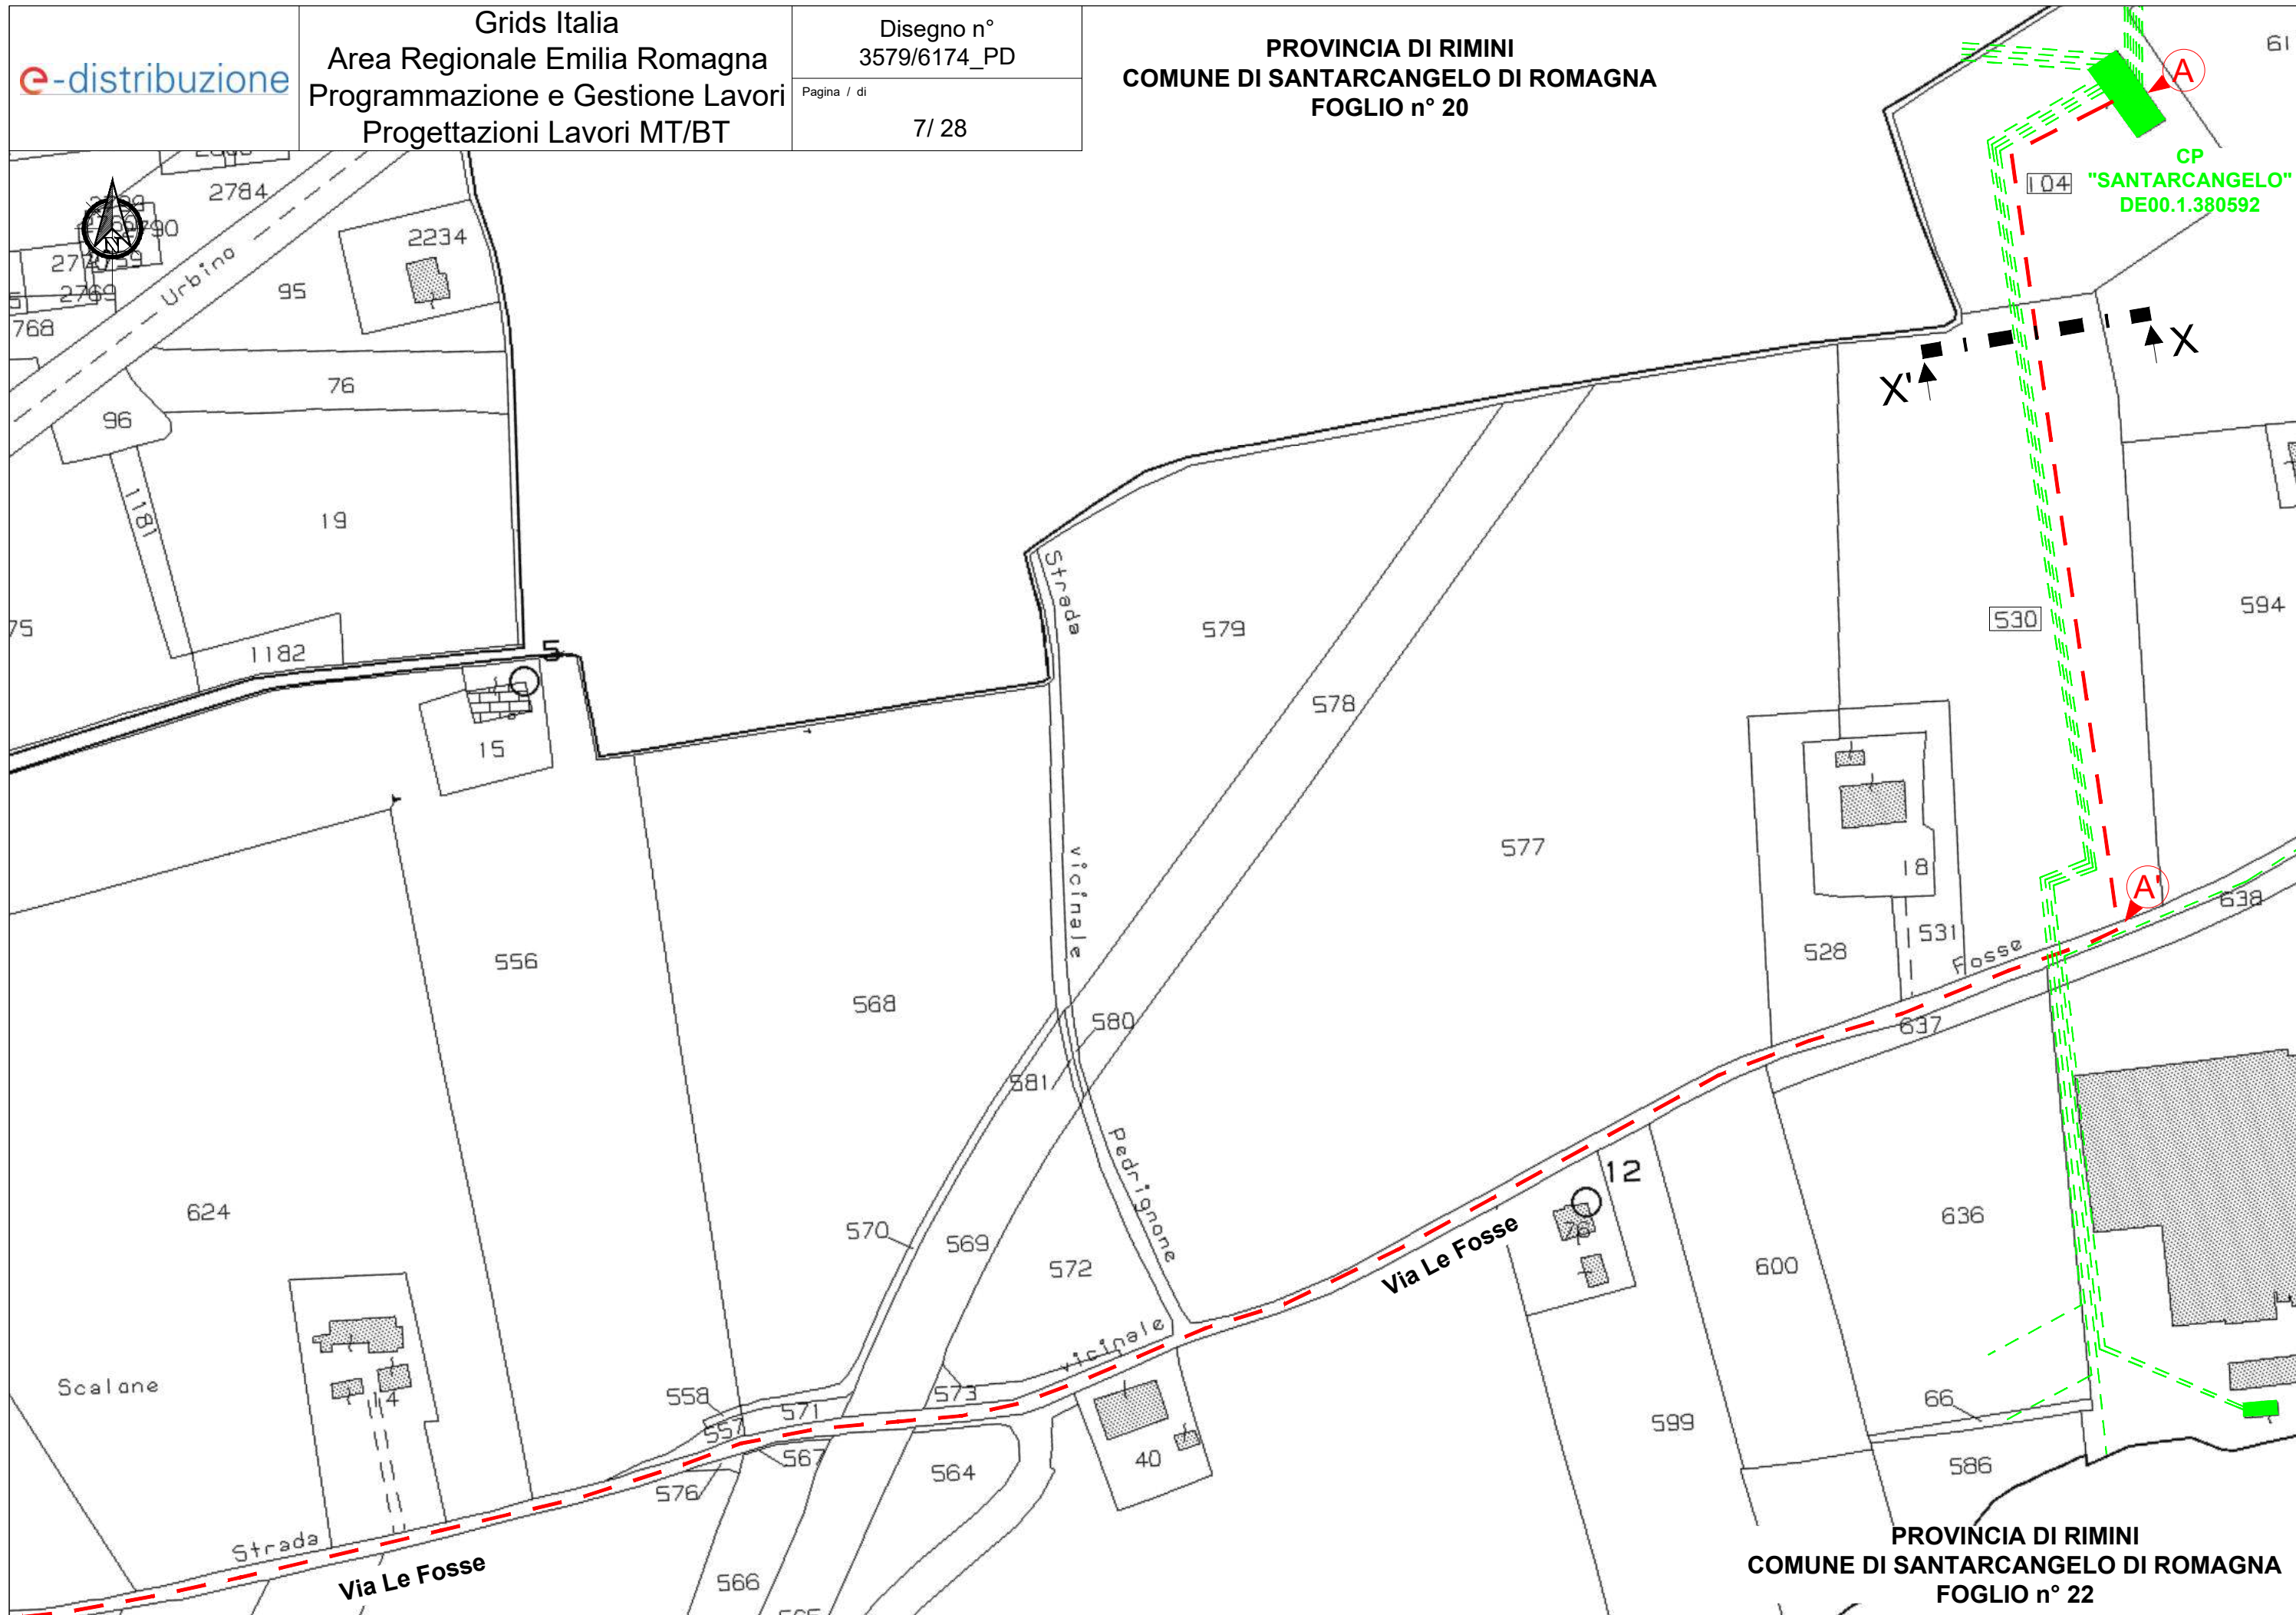 e-distribuzione
Grids Italia
Area Regionale Emilia Romagna
Programmazione e Gestione Lavori
Progettazioni Lavori MT/BT
Disegno n°
3579/6174_PD
Pagina / di
7/ 28
PROVINCIA DI RIMINI
COMUNE DI SANTARCANGELO DI ROMAGNA
FOGLIO n° 20
A
61
CP
"SANTARCANGELO"
DE00.1.380592
104
2784
2234
N
2769
768
Urbino
95
76
96
X'
X
1181
19
75
1182
5
15
Strada
579
578
530
594
577
18
A'
638
vicinale
556
568
580
581
528
531
Fosse
637
Pedrignone
12
76
624
570
569
572
Via Le Fosse
600
636
Scalone
14
558
557
571
573
vicinale
567
576
564
40
599
66
586
Strada
Via Le Fosse
566
PROVINCIA DI RIMINI
COMUNE DI SANTARCANGELO DI ROMAGNA
FOGLIO n° 22